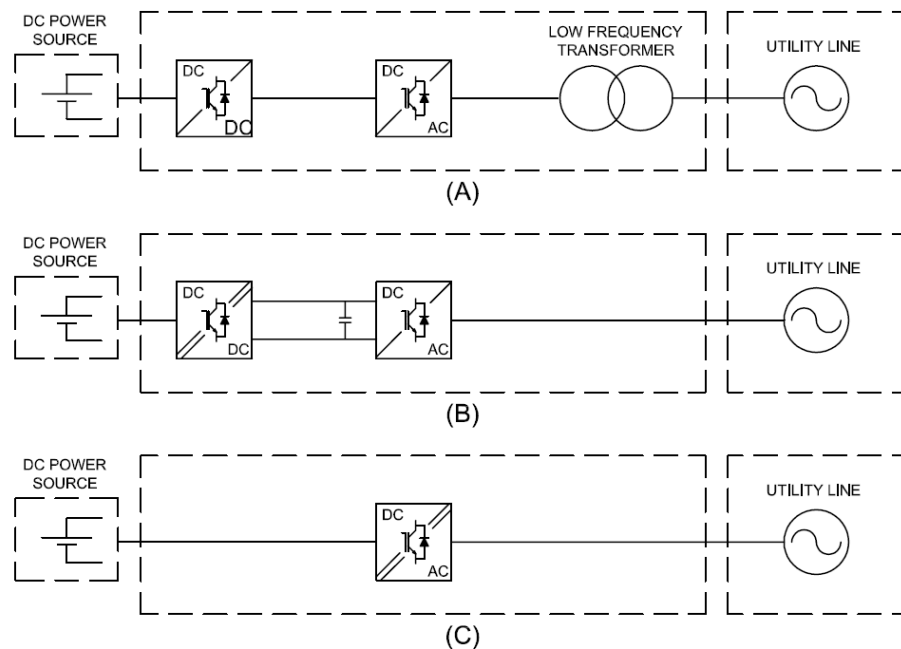 DC POWER
SOURCE
LOW FREQUENCY
TRANSFORMER
UTILITY LINE
DC
DC
DC
AC
(A)
DC POWER
SOURCE
UTILITY LINE
DC
DC
DC
AC
(B)
DC POWER
SOURCE
UTILITY LINE
DC
AC
(C)